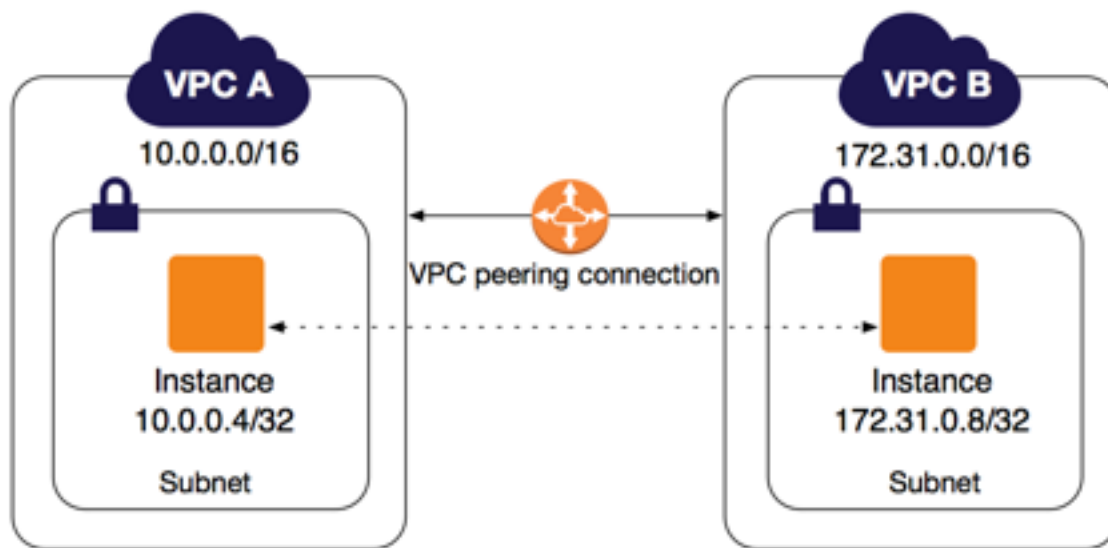 VPC A
10.0.0.0/16
Instance
10.0.0.4/32
Subnet
VPC peering connection
VPC B
172.31.0.0/16
Instance
172.31.0.8/32
Subnet